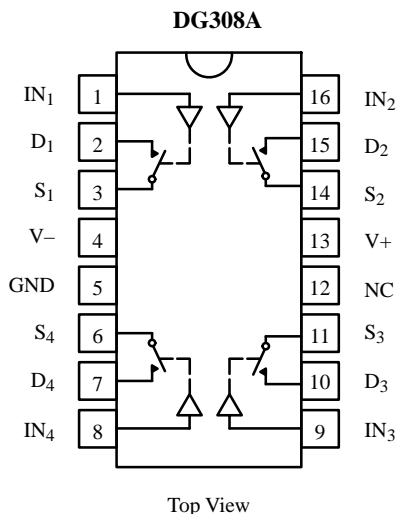 DG308A
IN1 1 16 IN2
D1 2 15 D2
S1 3 14 S2
V– 4 13 V+
GND 5 12 NC
S4 6 11 S3
D4 7 10 D3
IN4 8 9 IN3
Top View